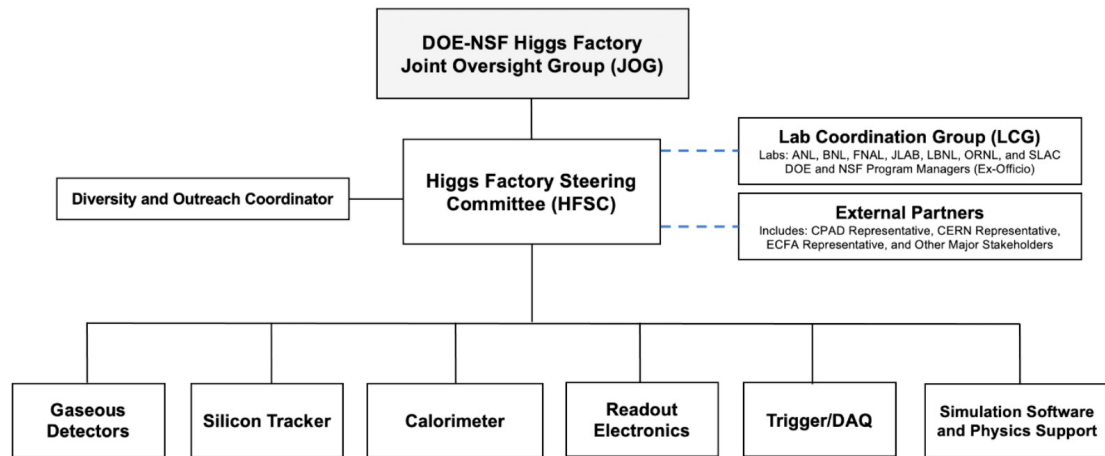 DOE-NSF Higgs Factory
Joint Oversight Group (JOG)
Lab Coordination Group (LCG)
Labs: ANL, BNL, FNAL, JLAB, LBNL, ORNL, and SLAC
DOE and NSF Program Managers (Ex-Officio)
Higgs Factory Steering
Committee (HFSC)
Diversity and Outreach Coordinator
External Partners
Includes: CPAD Representative, CERN Representative,
ECFA Representative, and Other Major Stakeholders
Gaseous
Detectors
Silicon Tracker
Calorimeter
Readout
Electronics
Trigger/DAQ
Simulation Software
and Physics Support